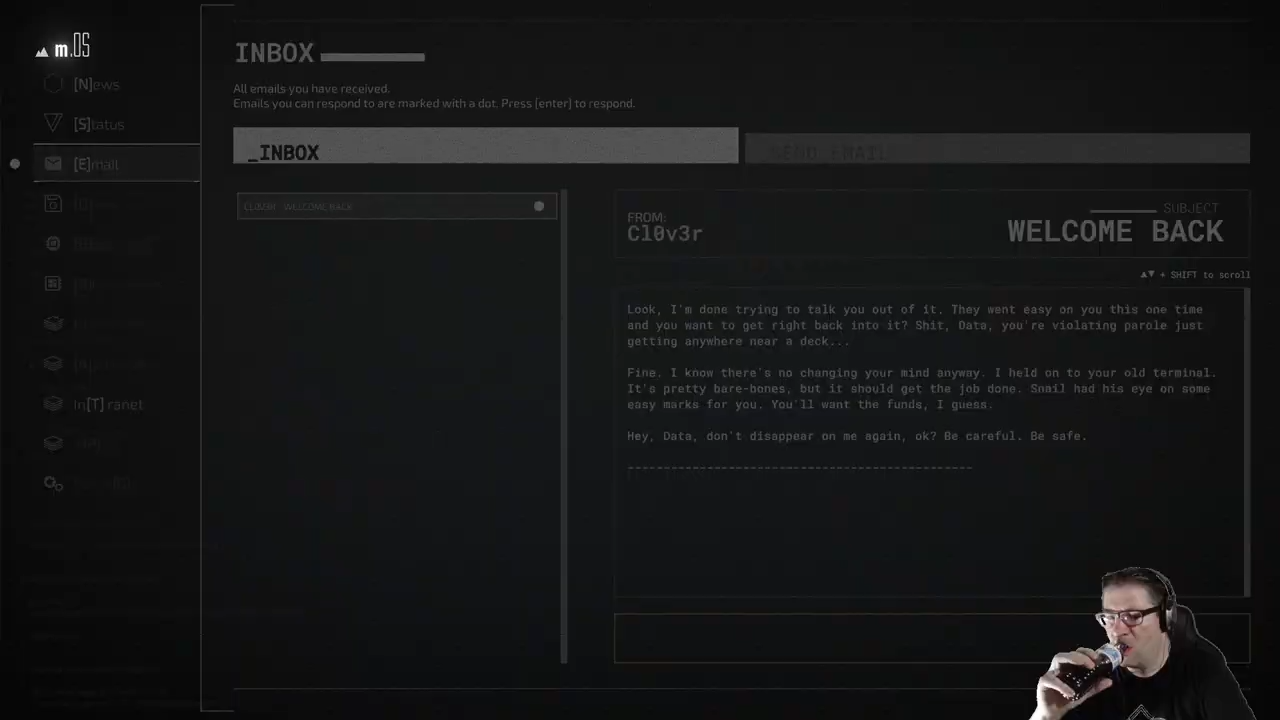 m.OS
[N]ews
[S]tatus
[E]mail
In[T]ranet
INBOX
All emails you have received.
Emails you can respond to are marked with a dot. Press [enter] to respond.
_INBOX
SEND_EMAIL
CL0V3R - WELCOME BACK
FROM:
Cl0v3r
SUBJECT
WELCOME BACK
▲▼ + SHIFT to scroll
Look, I'm done trying to talk you out of it. They went easy on you this one time
and you want to get right back into it? Shit, Data, you're violating parole just
getting anywhere near a deck...
Fine. I know there's no changing your mind anyway. I held on to your old terminal.
It's pretty bare-bones, but it should get the job done. Snail had his eye on some
easy marks for you. You'll want the funds, I guess.
Hey, Data, don't disappear on me again, ok? Be careful. Be safe.